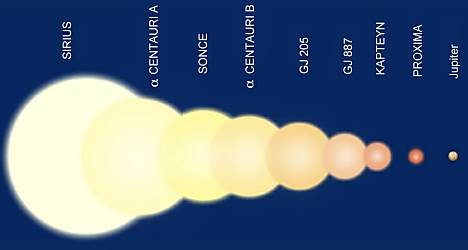 SIRIUS
α CENTAURI A
SONCE
α CENTAURI B
GJ 205
GJ 887
KAPTEYN
PROXIMA
Jupiter